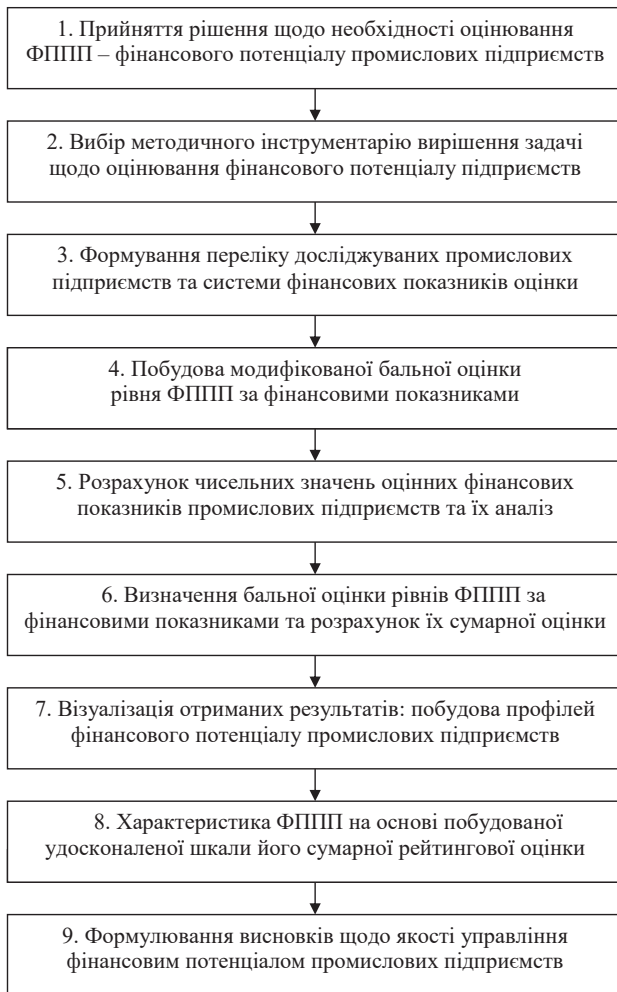 1. Прийняття рішення щодо необхідності оцінювання
ФППП – фінансового потенціалу промислових підприємств
2. Вибір методичного інструментарію вирішення задачі
щодо оцінювання фінансового потенціалу підприємств
3. Формування переліку досліджуваних промислових
підприємств та системи фінансових показників оцінки
4. Побудова модифікованої бальної оцінки
рівня ФППП за фінансовими показниками
5. Розрахунок чисельних значень оцінних фінансових
показників промислових підприємств та їх аналіз
6. Визначення бальної оцінки рівнів ФППП за
фінансовими показниками та розрахунок їх сумарної оцінки
7. Візуалізація отриманих результатів: побудова профілей
фінансового потенціалу промислових підприємств
8. Характеристика ФППП на основі побудованої
удосконаленої шкали його сумарної рейтингової оцінки
9. Формулювання висновків щодо якості управління
фінансовим потенціалом промислових підприємств